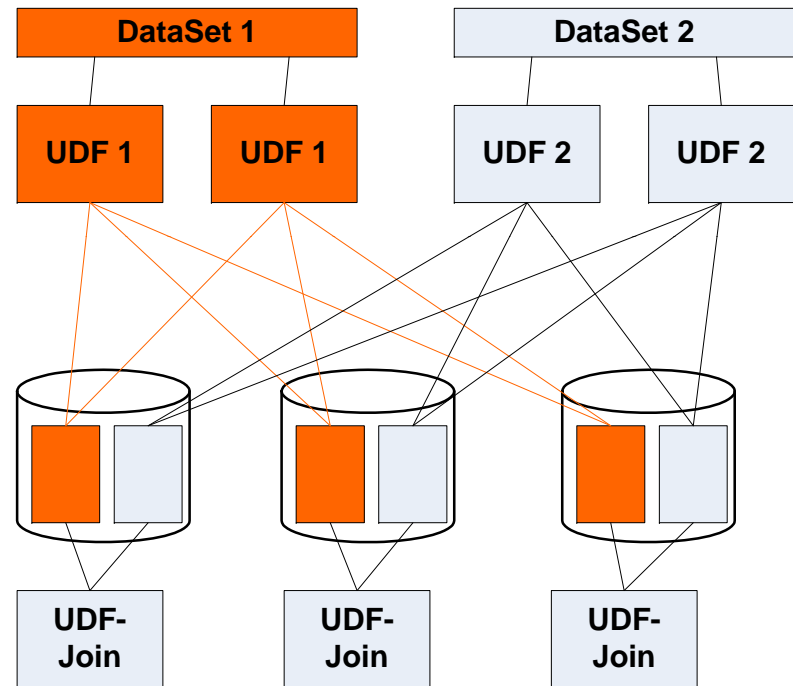 DataSet 1
DataSet 2
UDF 1
UDF 1
UDF 2
UDF 2
UDF-
Join
UDF-
Join
UDF-
Join